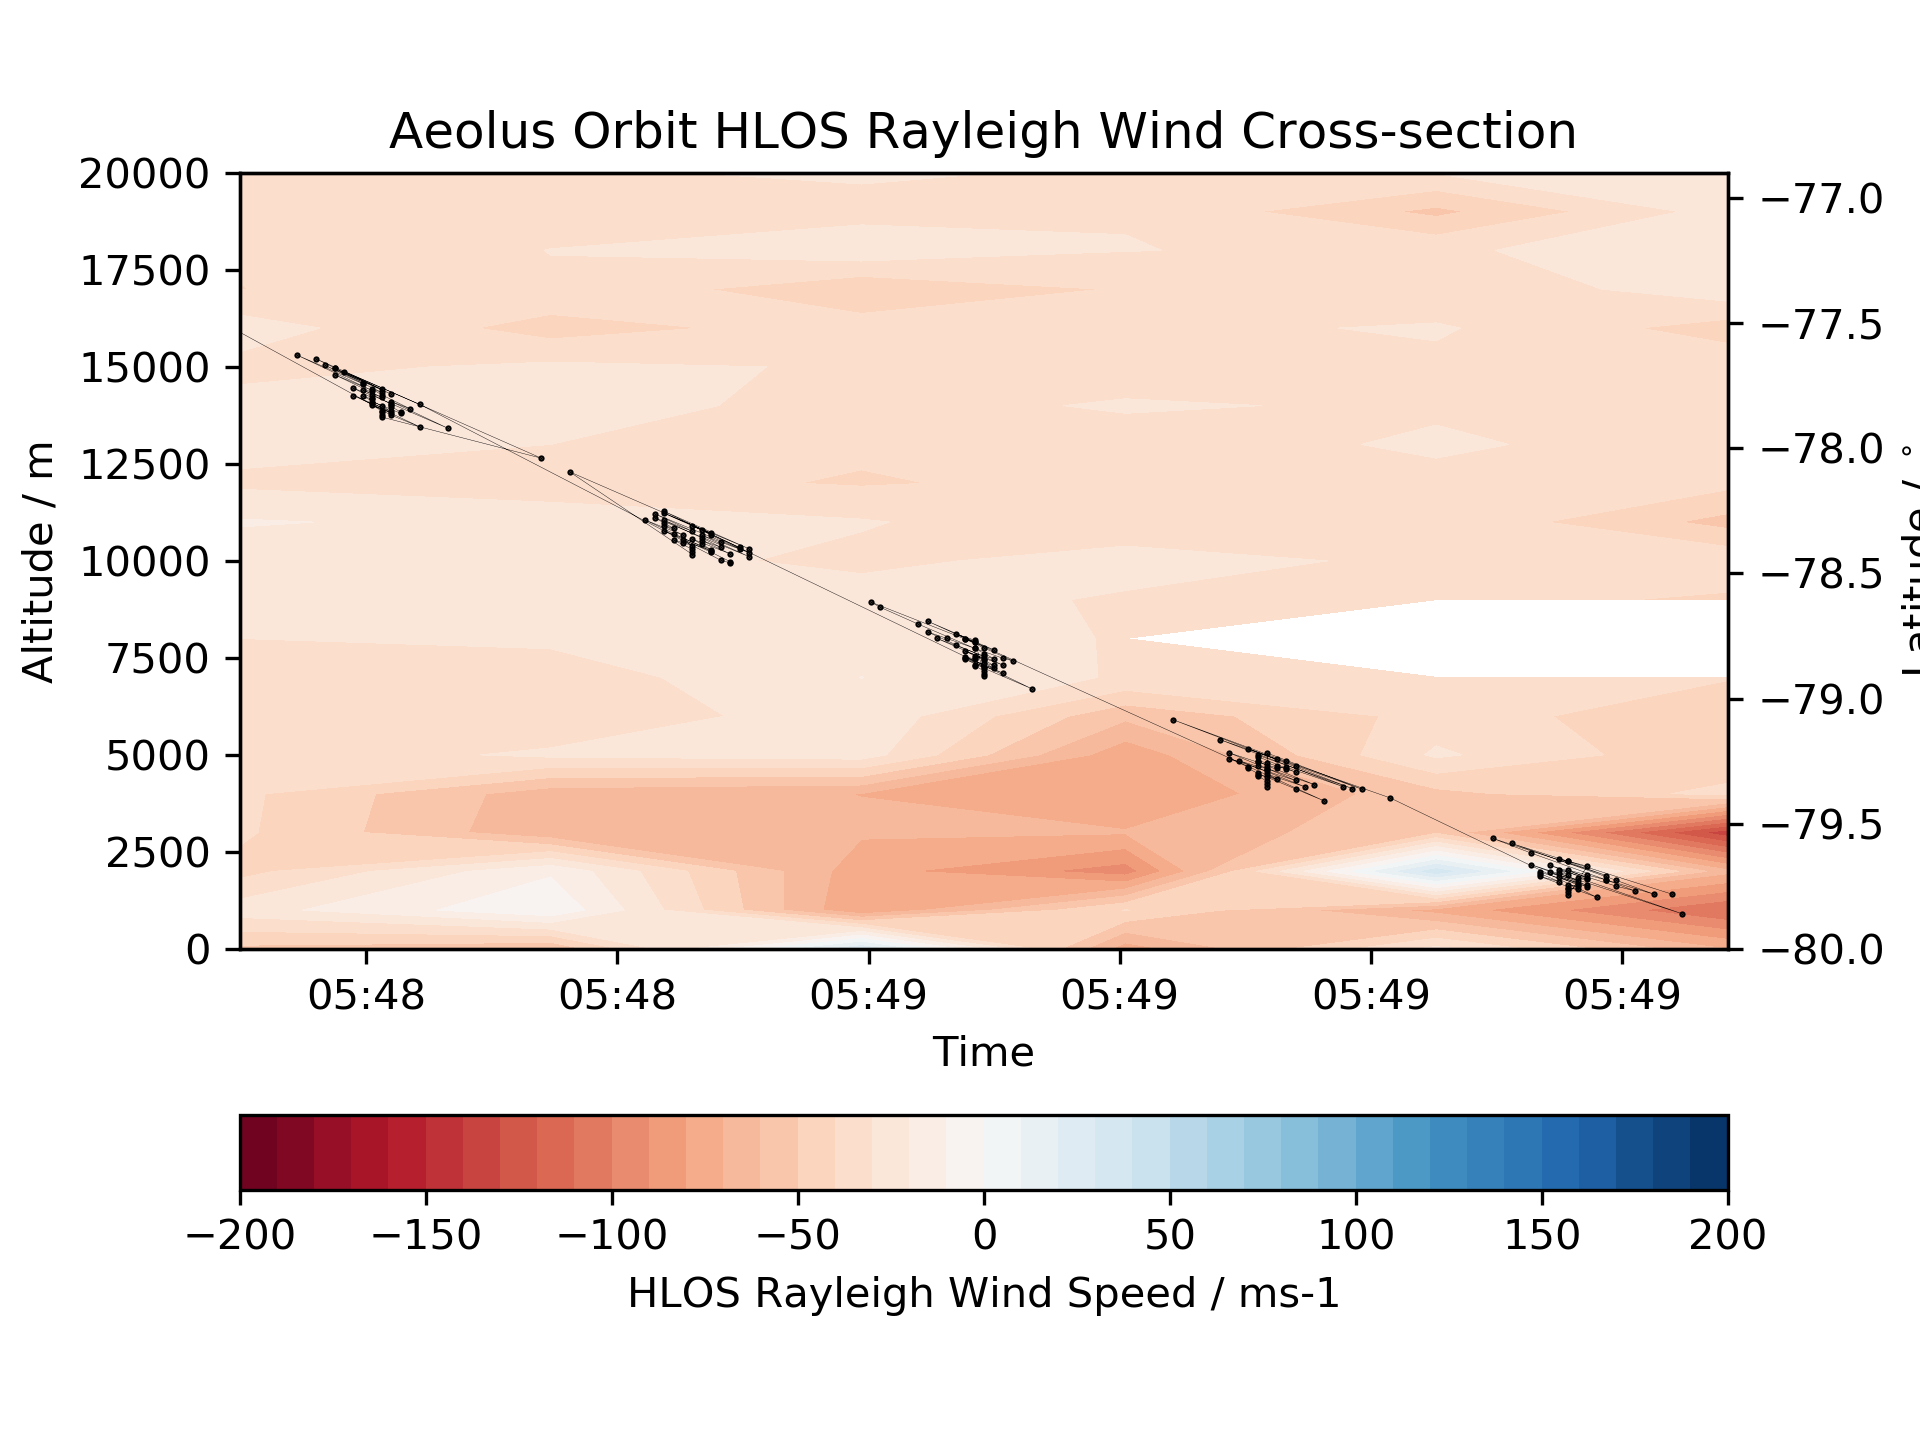 Aeolus Orbit HLOS Rayleigh Wind Cross-section
20000
17500
15000
12500
10000
7500
5000
2500
0
Altitude / m
−77.0
−77.5
−78.0
−78.5
−79.0
−79.5
−80.0
Latitude / °
05:48 05:48 05:49 05:49 05:49 05:49
Time
−200 −150 −100 −50 0 50 100 150 200
HLOS Rayleigh Wind Speed / ms-1